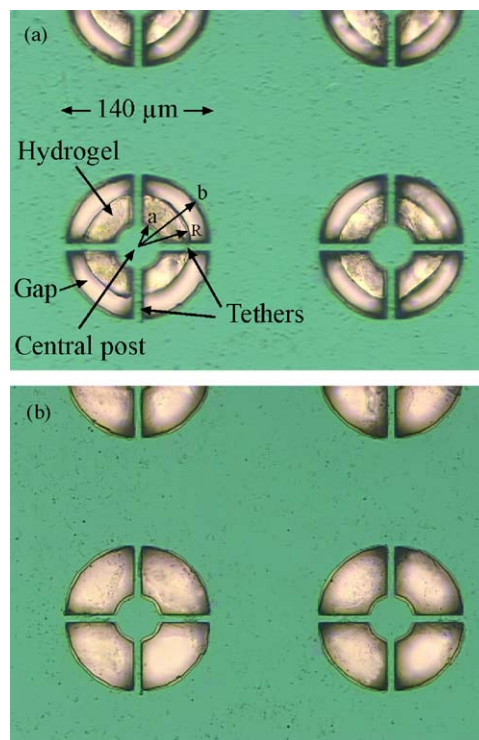 (a)
140 µm
Hydrogel
b
a
R
Gap
Tethers
Central post
(b)